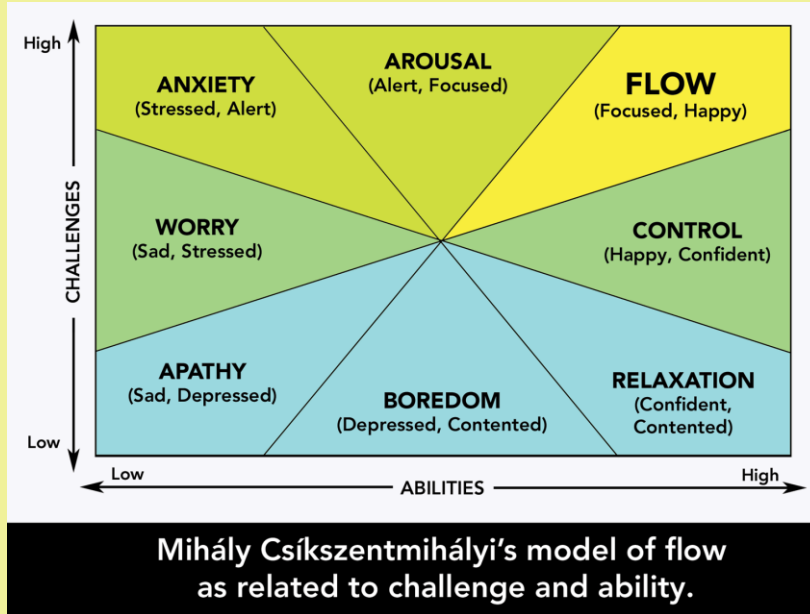 High
CHALLENGES
Low
ANXIETY
(Stressed, Alert)
AROUSAL
(Alert, Focused)
FLOW
(Focused, Happy)
WORRY
(Sad, Stressed)
CONTROL
(Happy, Confident)
APATHY
(Sad, Depressed)
BOREDOM
(Depressed, Contented)
RELAXATION
(Confident,
Contented)
Low
ABILITIES
High
Mihály Csíkszentmihályi’s model of flow
as related to challenge and ability.